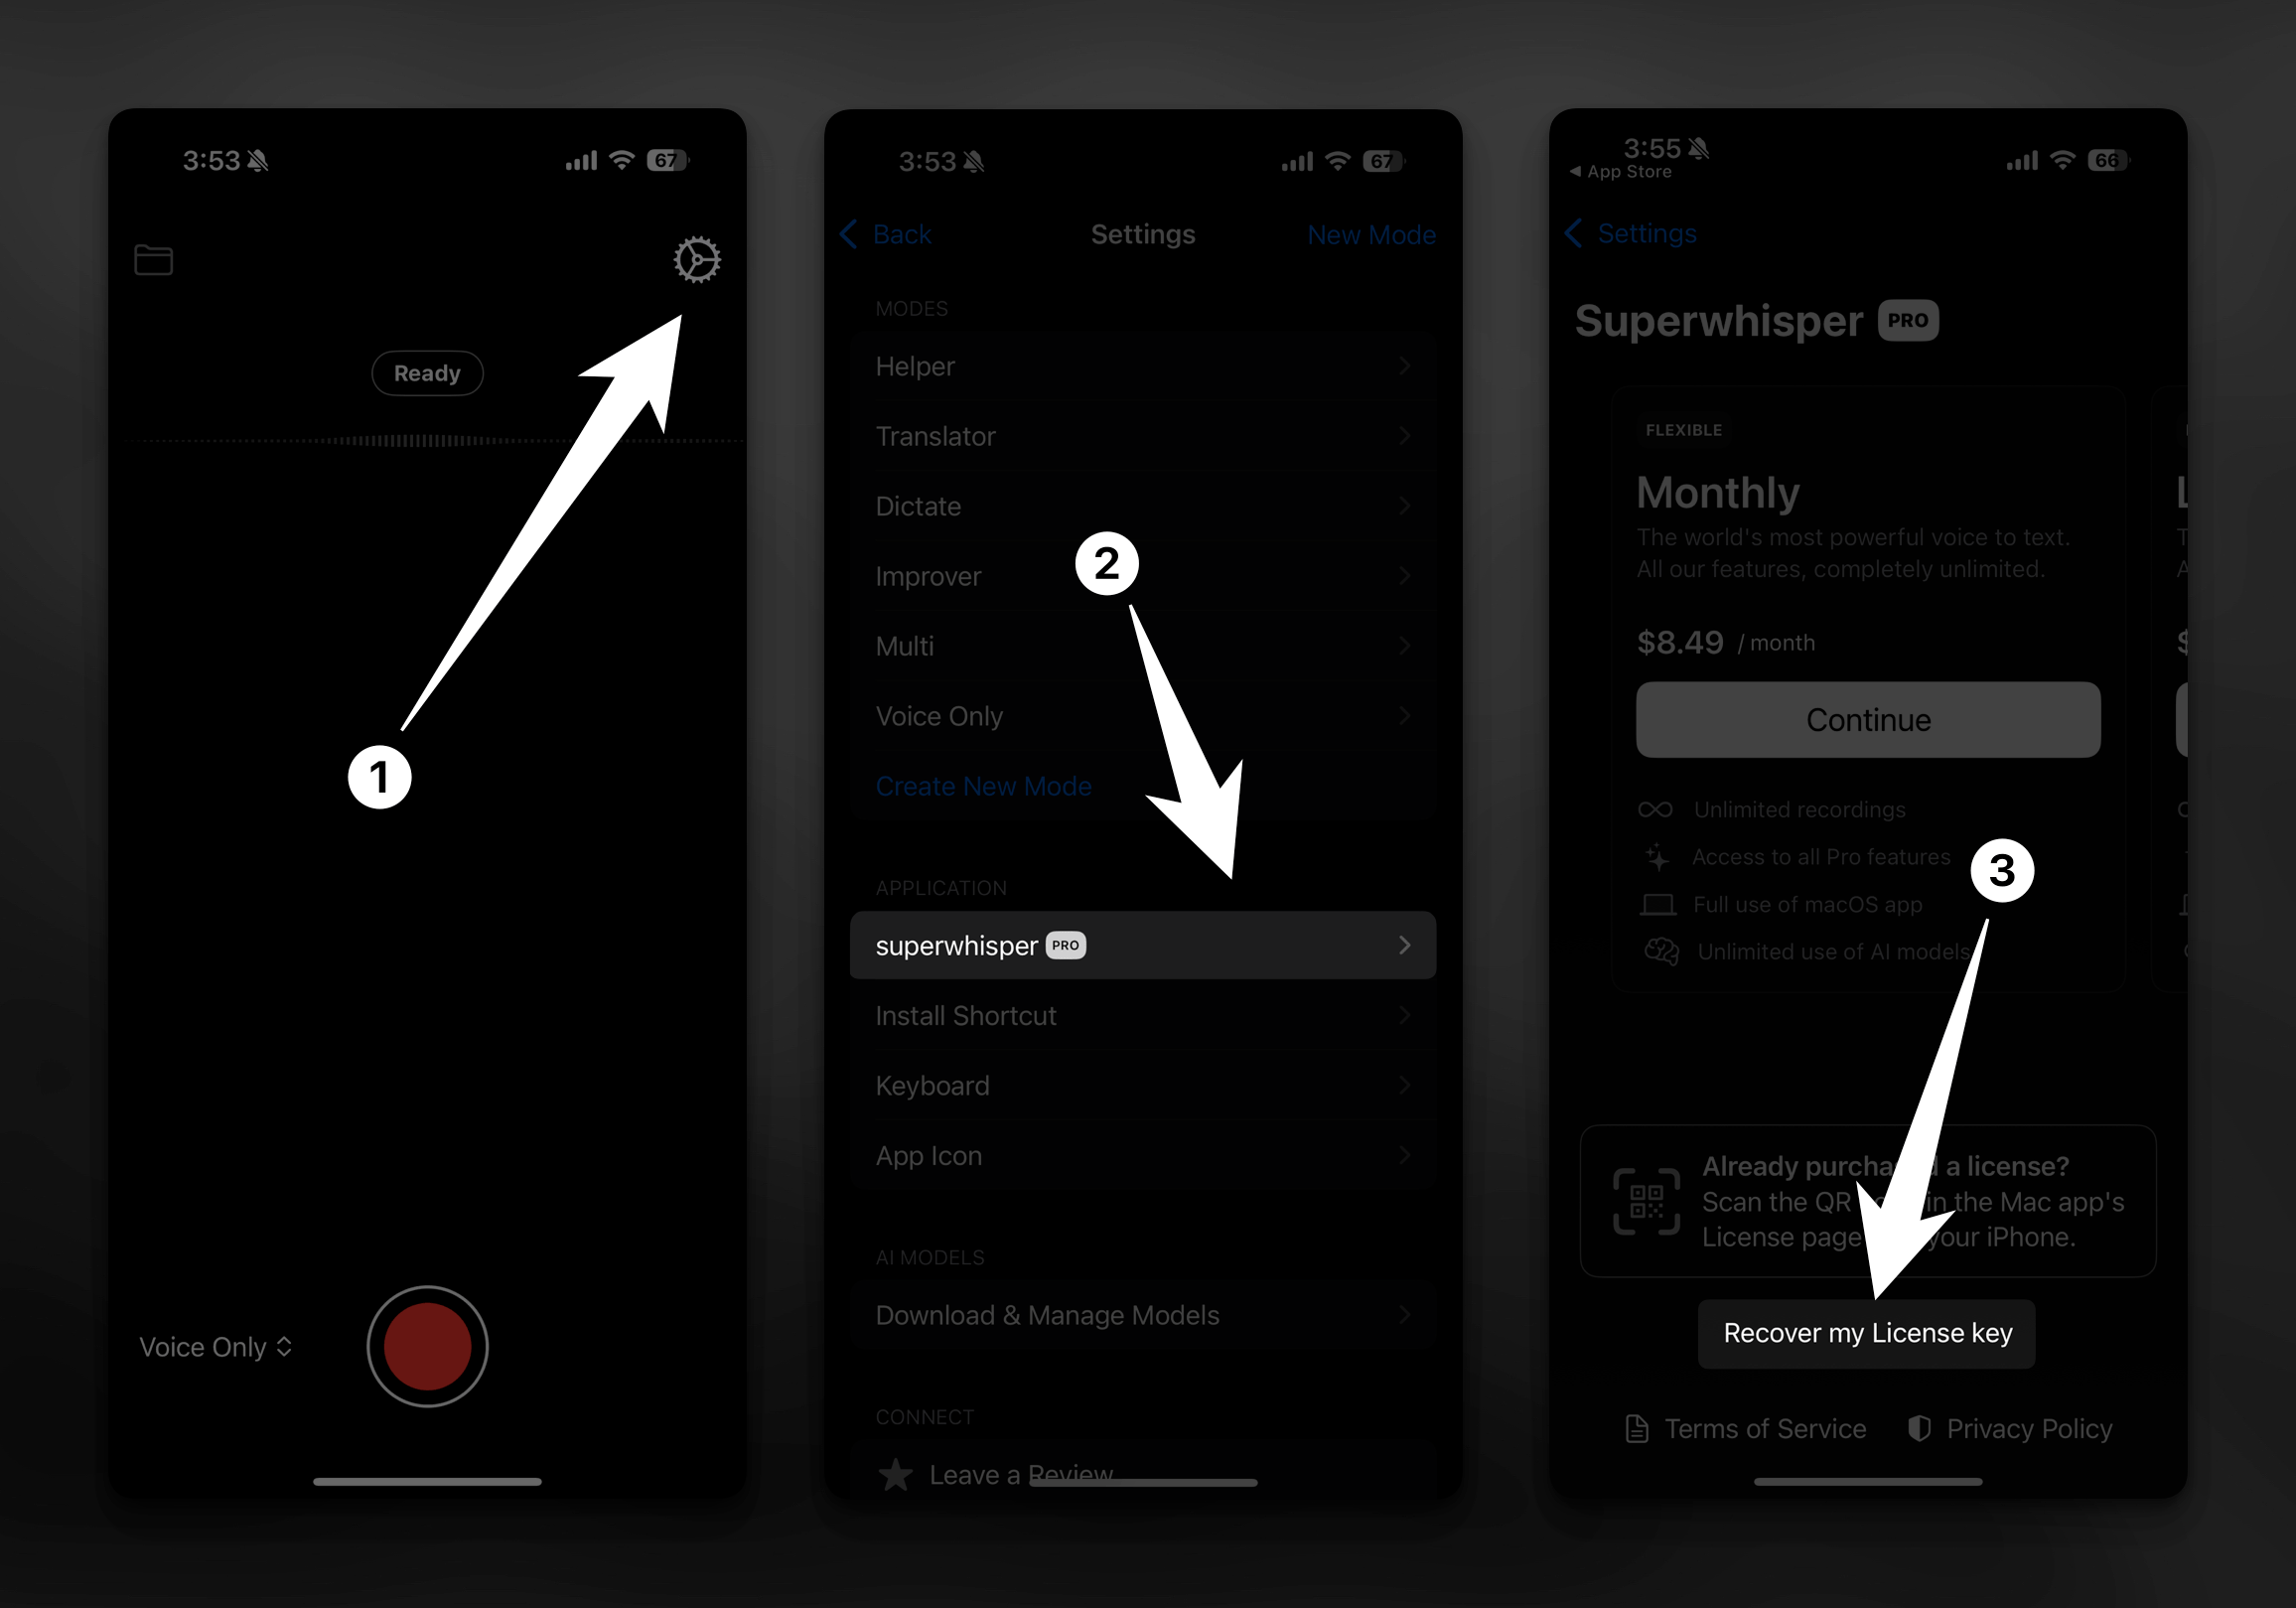 3:53
67
Ready
1
Voice Only
3:53
67
Back
Settings
New Mode
MODES
Helper
Translator
Dictate
Improver
Multi
Voice Only
Create New Mode
2
APPLICATION
superwhisper PRO
Install Shortcut
Keyboard
App Icon
AI MODELS
Download & Manage Models
CONNECT
Leave a Review
3:55
App Store
66
Settings
Superwhisper PRO
FLEXIBLE
Monthly
The world's most powerful voice to text.
All our features, completely unlimited.
$8.49 / month
Continue
Unlimited recordings
Access to all Pro features
Full use of macOS app
Unlimited use of AI models
3
Already a license?
Scan the QR in the Mac app's
License page your iPhone.
Recover my License key
Terms of Service
Privacy Policy